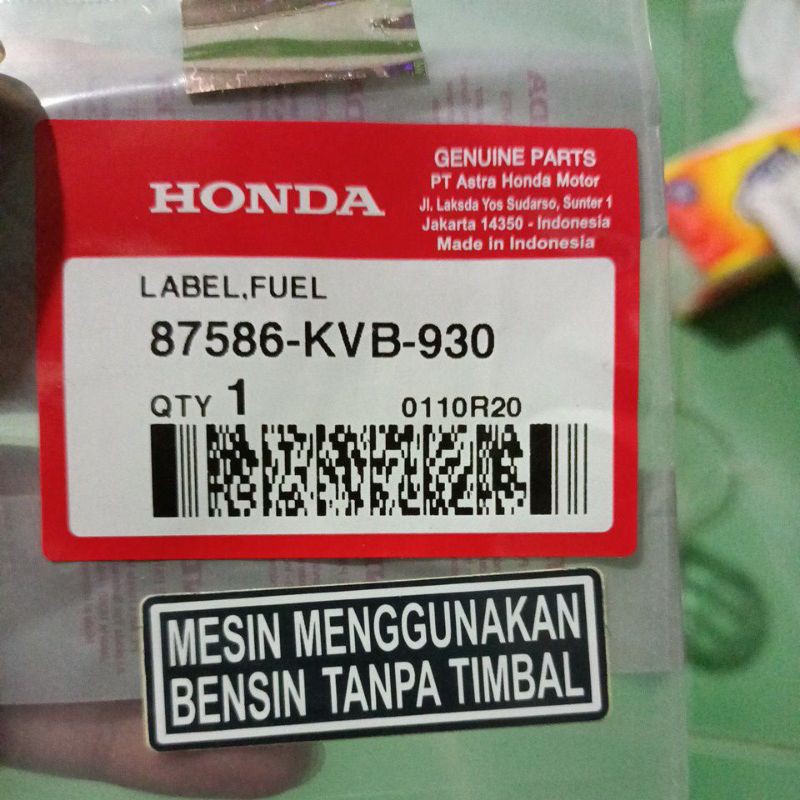 HONDA
GENUINE PARTS
PT Astra Honda Motor
Jl. Laksda Yos Sudarso, Sunter 1
Jakarta 14350 - Indonesia
Made in Indonesia
LABEL,FUEL
87586-KVB-930
QTY 1 0110R20
MESIN MENGGUNAKAN
BENSIN TANPA TIMBAL